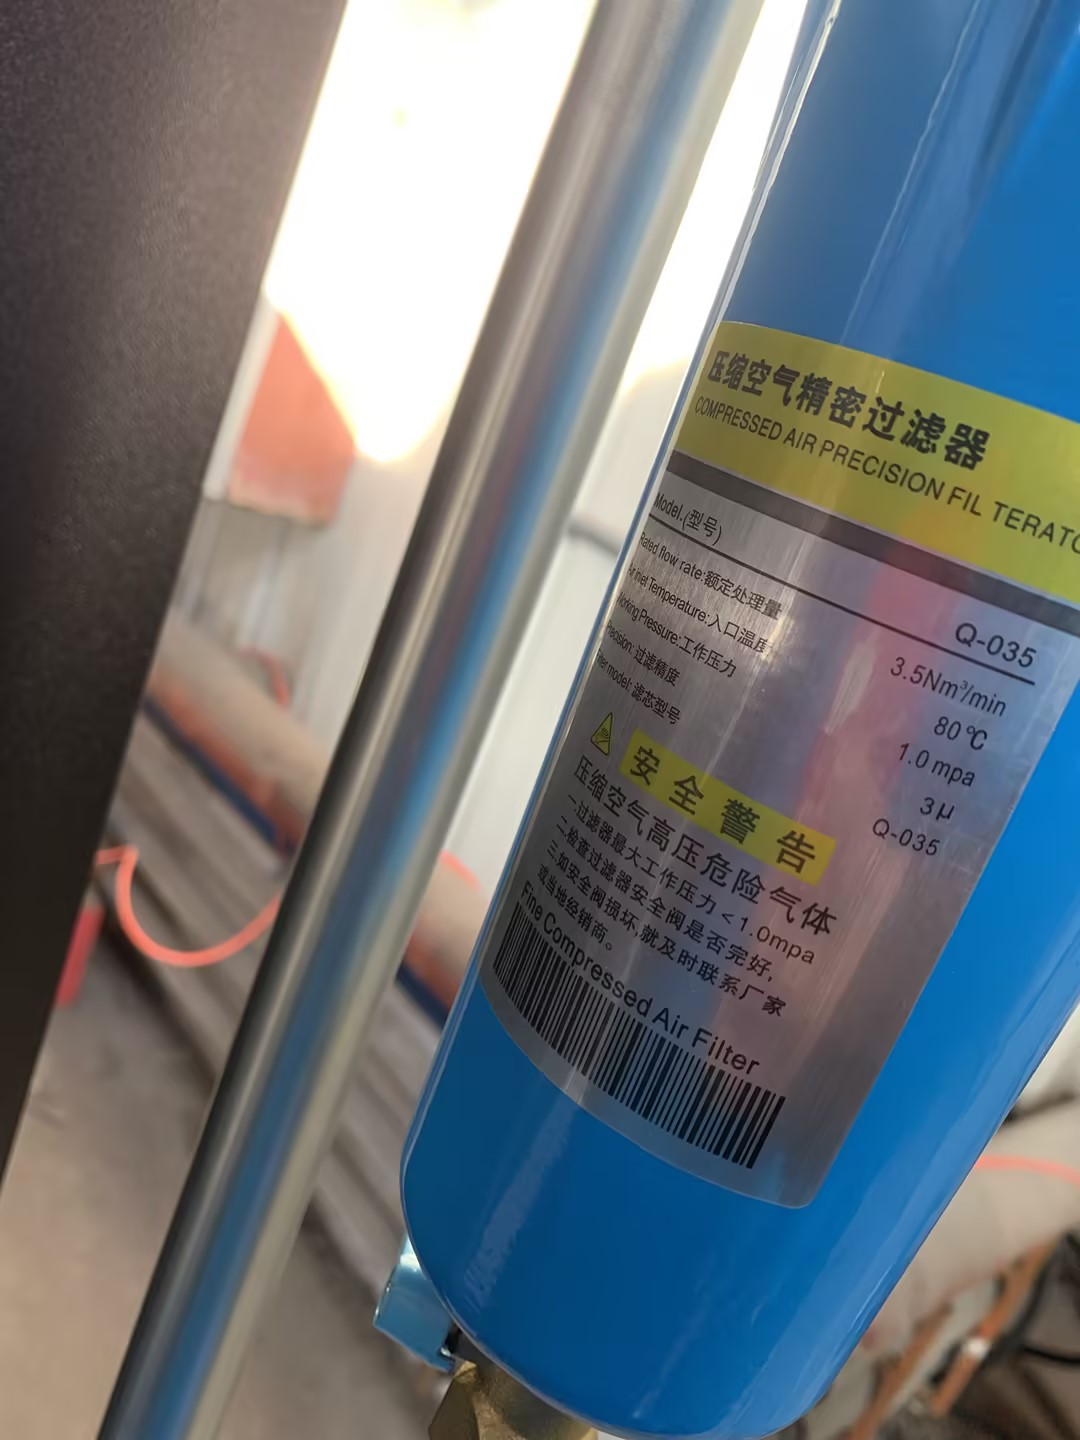 压缩空气精密过滤器
COMPRESSED AIR PRECISION FIL TERATO
Model.(型号) Q-035
Rated flow rate:额定处理量 3.5Nm³/min
Air inlet Temperature:入口温度 80℃
Working Pressure:工作压力 1.0mpa
Precision:过滤精度 3μ
Filter model:滤芯型号 Q-035
安全警告
压缩空气高压危险气体
一.过滤器最大工作压力<1.0mpa
二.检查过滤器安全阀是否完好,
三.如安全阀损坏,就及时联系厂家
或当地经销商。
Fine Compressed Air Filter